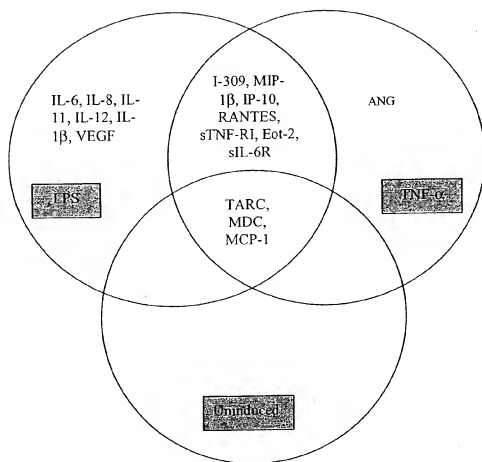 IL-6, IL-8, IL-
11, IL-12, IL-
1β, VEGF
I-309, MIP-
1β, IP-10,
RANTES,
sTNF-RI, Eot-2,
sIL-6R
ANG
LPS
TNF-α
TARC,
MDC,
MCP-1
Uninduced